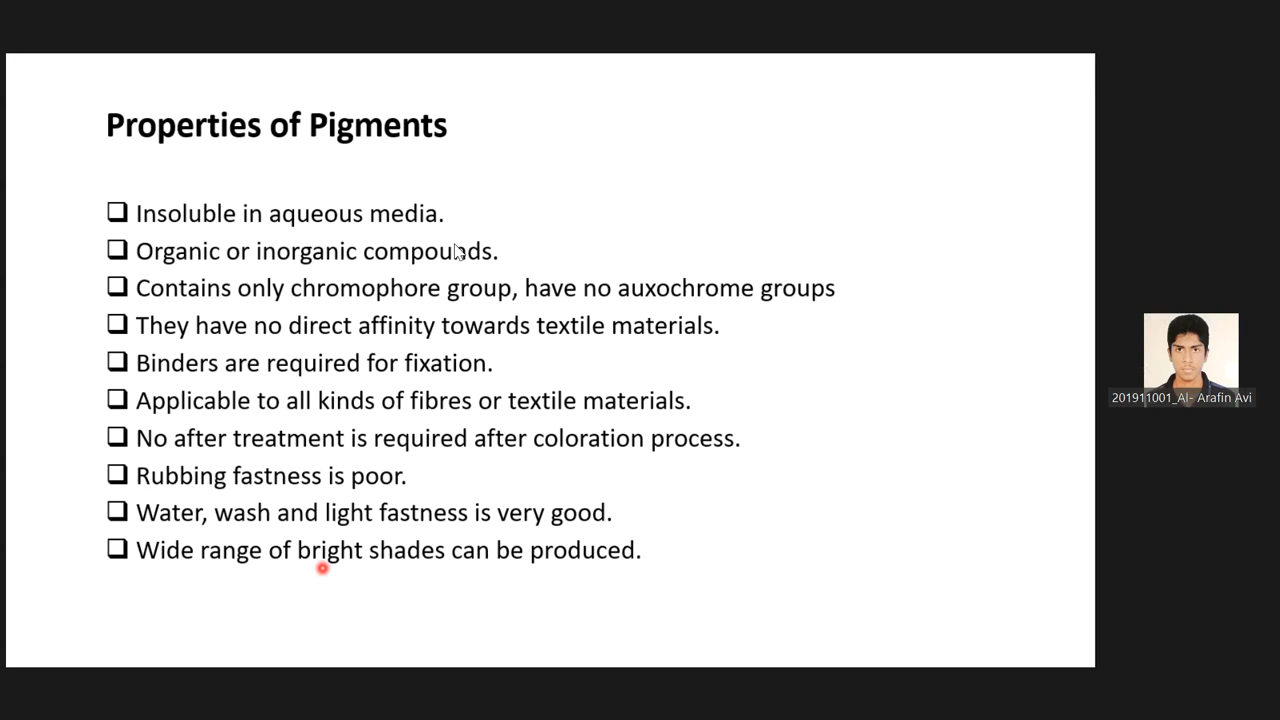 Properties of Pigments
Insoluble in aqueous media.
Organic or inorganic compounds.
Contains only chromophore group, have no auxochrome groups
They have no direct affinity towards textile materials.
Binders are required for fixation.
Applicable to all kinds of fibres or textile materials.
No after treatment is required after coloration process.
Rubbing fastness is poor.
Water, wash and light fastness is very good.
Wide range of bright shades can be produced.
201911001_Al- Arafin Avi